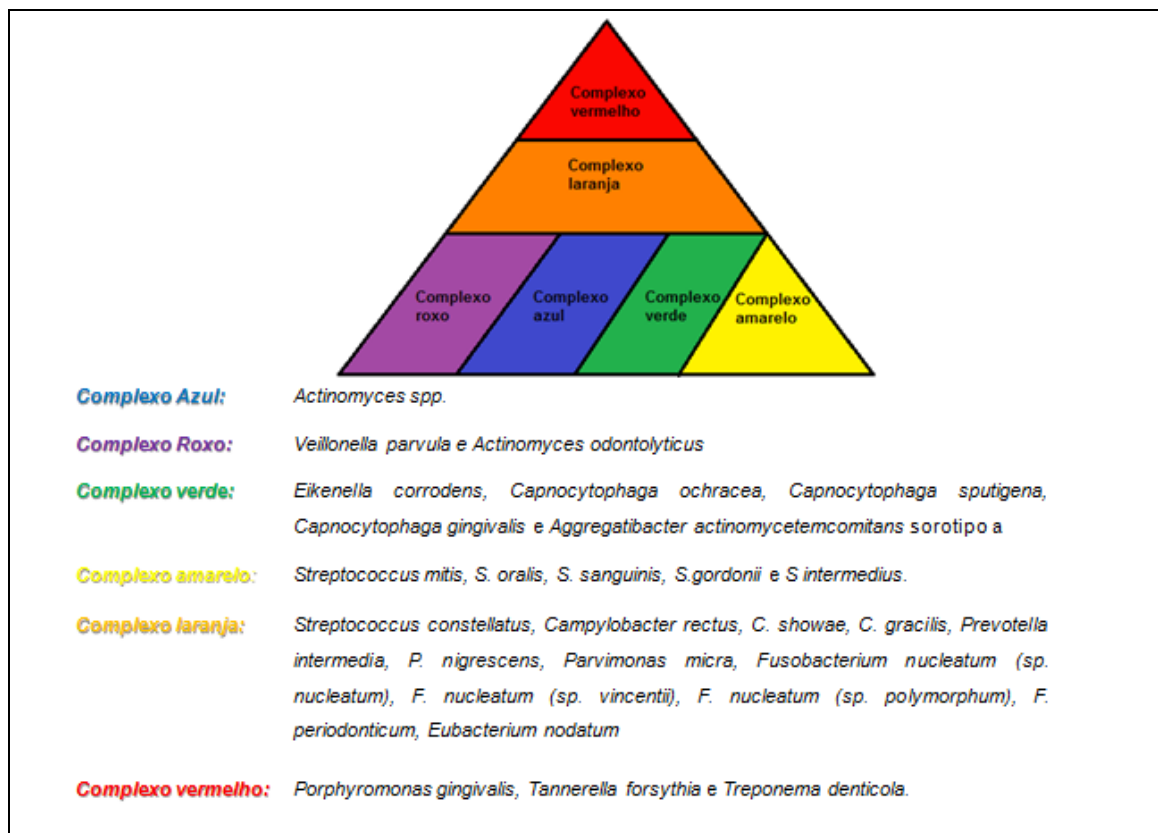 Complexo
vermelho
Complexo
laranja
Complexo
roxo
Complexo
azul
Complexo
verde
Complexo
amarelo
Complexo Azul: Actinomyces spp.
Complexo Roxo: Veillonella parvula e Actinomyces odontolyticus
Complexo verde: Eikenella corrodens, Capnocytophaga ochracea, Capnocytophaga sputigena,
Capnocytophaga gingivalis e Aggregatibacter actinomycetemcomitans sorotipo a
Complexo amarelo: Streptococcus mitis, S. oralis, S. sanguinis, S.gordonii e S intermedius.
Complexo laranja: Streptococcus constellatus, Campylobacter rectus, C. showae, C. gracilis, Prevotella
intermedia, P. nigrescens, Parvimonas micra, Fusobacterium nucleatum (sp.
nucleatum), F. nucleatum (sp. vincentii), F. nucleatum (sp. polymorphum), F.
periodonticum, Eubacterium nodatum
Complexo vermelho: Porphyromonas gingivalis, Tannerella forsythia e Treponema denticola.